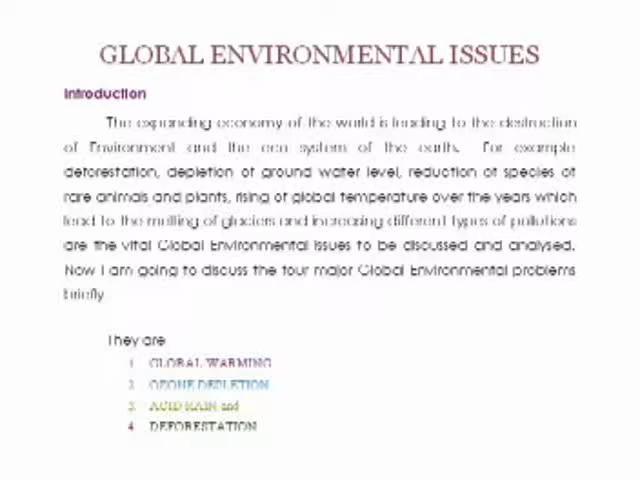 GLOBAL ENVIRONMENTAL ISSUES
Introduction
The expanding economy of the world is leading to the destruction
of Environment and the eco system of the earth. For example
deforestation, depletion of ground water level, reduction of species of
rare animals and plants, rising of global temperature over the years which
lead to the melting of glaciers and increasing different types of pollutions
are the vital Global Environmental Issues to be discussed and analysed.
Now I am going to discuss the four major Global Environmental problems
briefly
They are
1. GLOBAL WARMING
2. OZONE DEPLETION
3. ACID RAIN and
4. DEFORESTATION